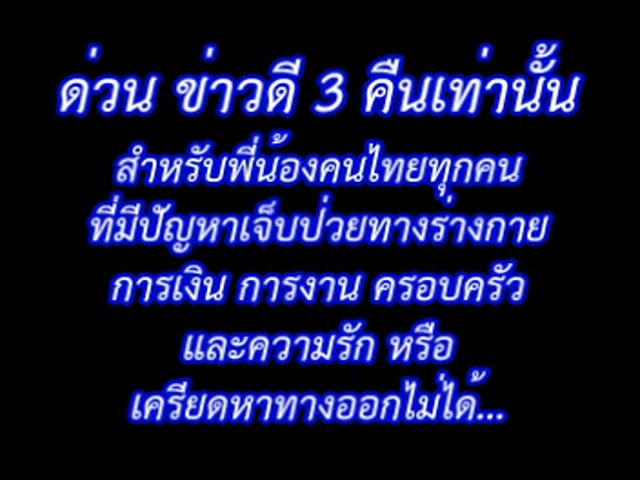 ด่วน ข่าวดี 3 คืนเท่านั้น
สำหรับพี่น้องคนไทยทุกคน
ที่มีปัญหาเจ็บป่วยทางร่างกาย
การเงิน การงาน ครอบครัว
และความรัก หรือ
เครียดหาทางออกไม่ได้...